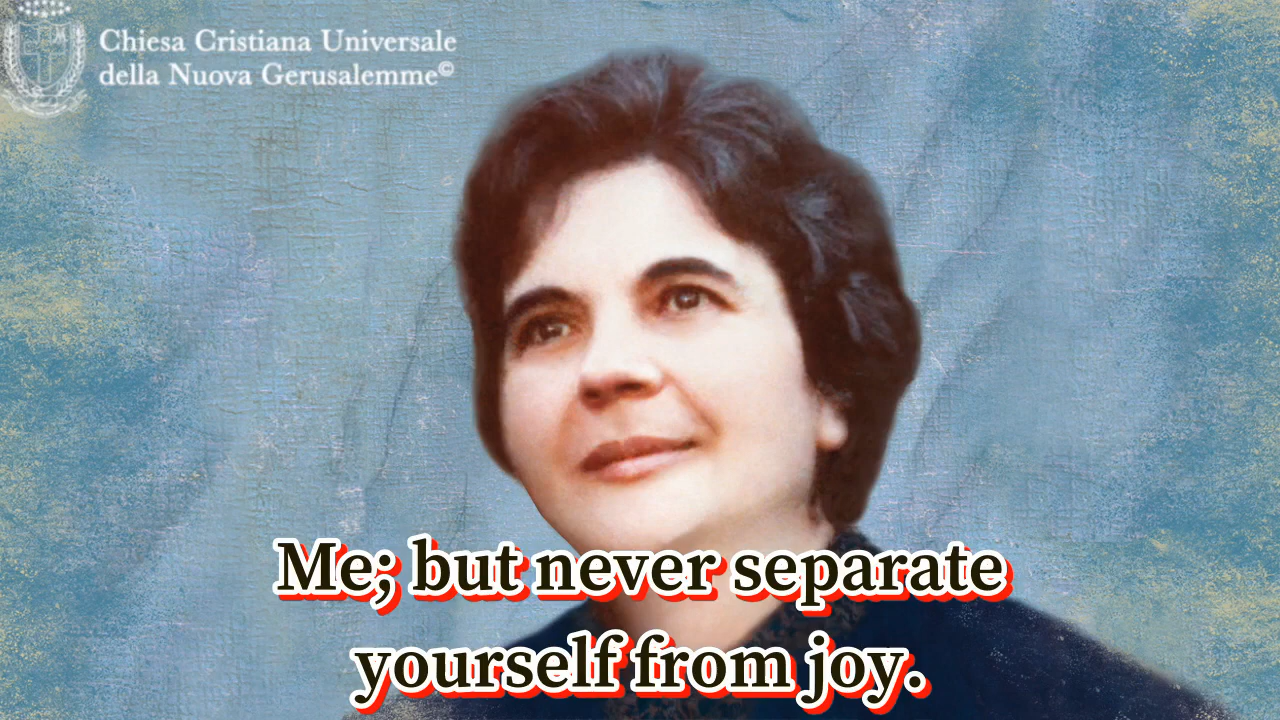 Chiesa Cristiana Universale
della Nuova Gerusalemme©
Me; but never separate
yourself from joy.